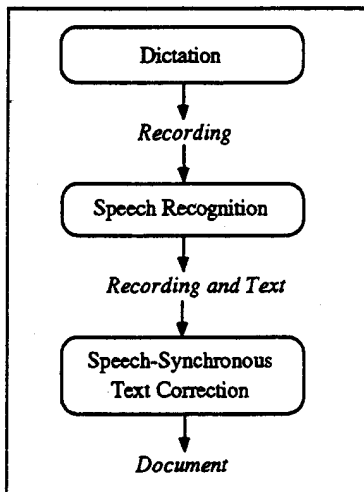 Dictation
Recording
Speech Recognition
Recording and Text
Speech-Synchronous
Text Correction
Document